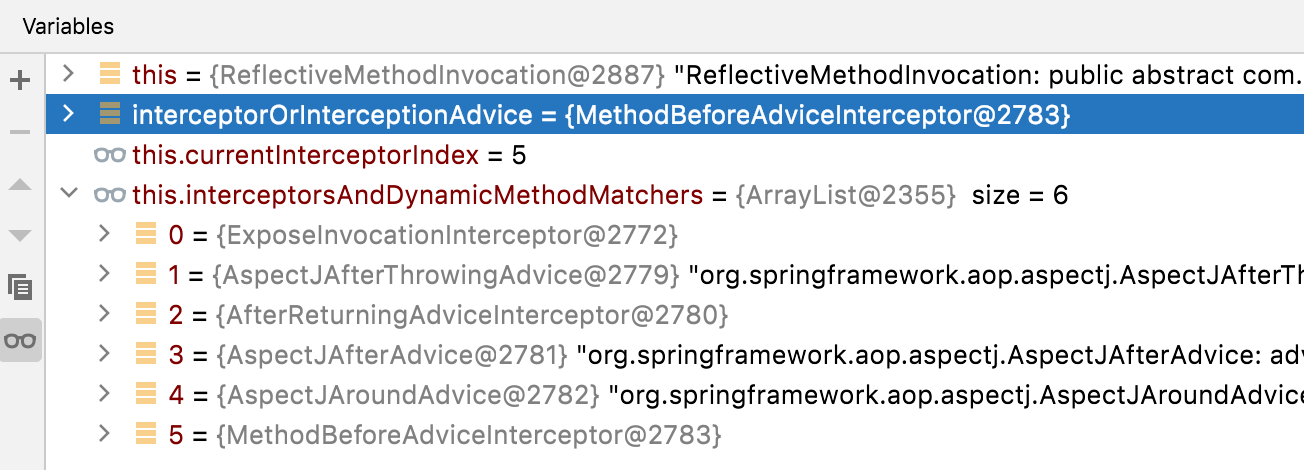 Variables
this = {ReflectiveMethodInvocation@2887} "ReflectiveMethodInvocation: public abstract com.
interceptorOrInterceptionAdvice = {MethodBeforeAdviceInterceptor@2783}
this.currentInterceptorIndex = 5
this.interceptorsAndDynamicMethodMatchers = {ArrayList@2355} size = 6
0 = {ExposeInvocationInterceptor@2772}
1 = {AspectJAfterThrowingAdvice@2779} "org.springframework.aop.aspectj.AspectJAfterTh
2 = {AfterReturningAdviceInterceptor@2780}
3 = {AspectJAfterAdvice@2781} "org.springframework.aop.aspectj.AspectJAfterAdvice: adv
4 = {AspectJAroundAdvice@2782} "org.springframework.aop.aspectj.AspectJAroundAdvice
5 = {MethodBeforeAdviceInterceptor@2783}